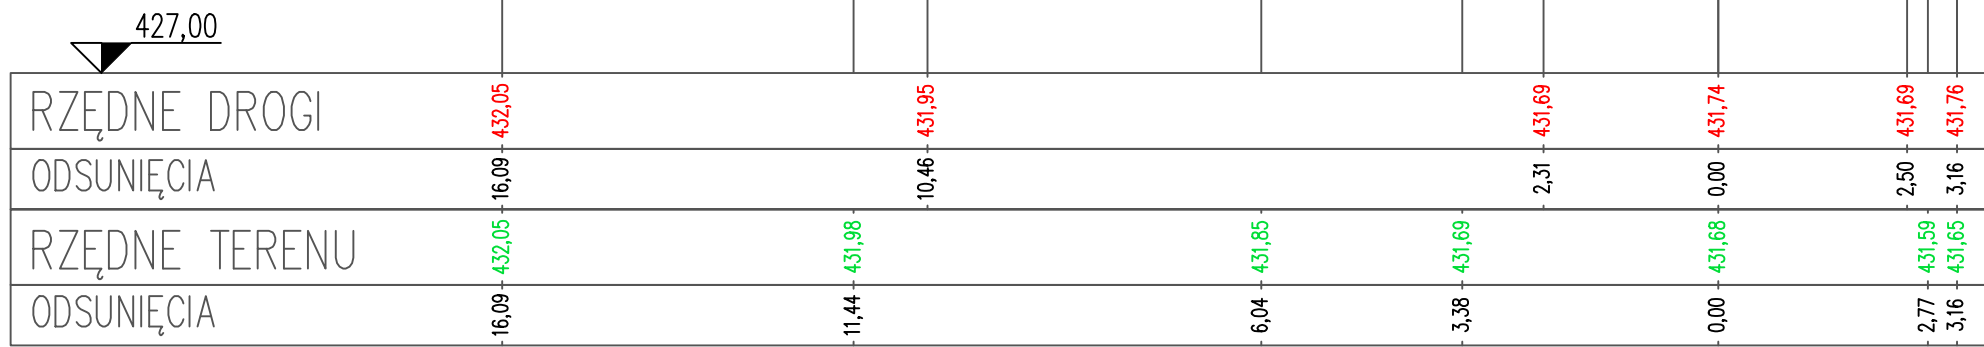 427,00
RZĘDNE DROGI 432,05 431,95 431,69 431,74 431,69 431,76
ODSUNIĘCIA 16,09 10,46 2,31 0,00 2,50 3,16
RZĘDNE TERENU 432,05 431,98 431,85 431,69 431,68 431,59 431,65
ODSUNIĘCIA 16,09 11,44 6,04 3,38 0,00 2,77 3,16